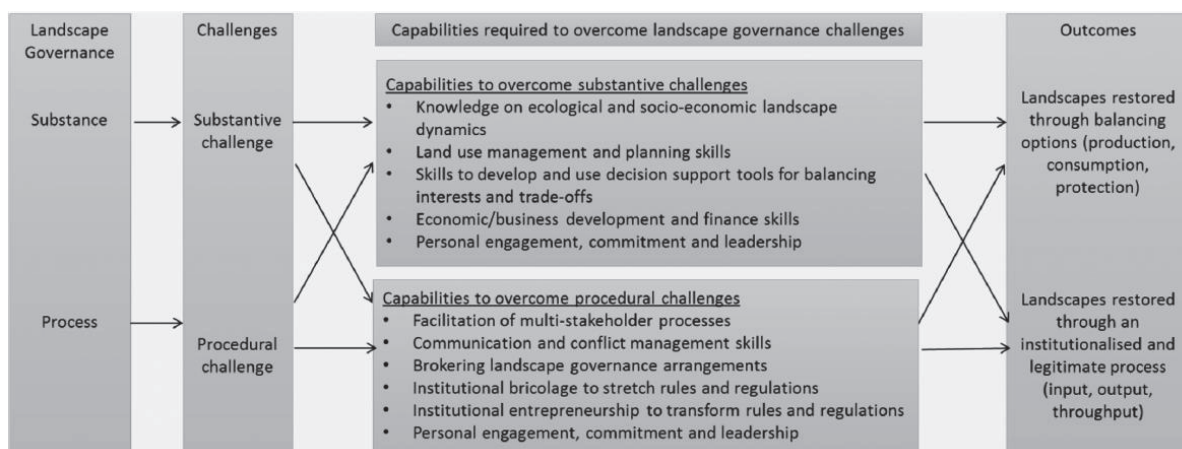 Landscape
Governance
Substance
Process
Challenges
Substantive
challenge
Procedural
challenge
Capabilities required to overcome landscape governance challenges
Capabilities to overcome substantive challenges
• Knowledge on ecological and socio-economic landscape
dynamics
• Land use management and planning skills
• Skills to develop and use decision support tools for balancing
interests and trade-offs
• Economic/business development and finance skills
• Personal engagement, commitment and leadership
Capabilities to overcome procedural challenges
• Facilitation of multi-stakeholder processes
• Communication and conflict management skills
• Brokering landscape governance arrangements
• Institutional bricolage to stretch rules and regulations
• Institutional entrepreneurship to transform rules and regulations
• Personal engagement, commitment and leadership
Outcomes
Landscapes restored
through balancing
options (production,
consumption,
protection)
Landscapes restored
through an
institutionalised and
legitimate process
(input, output,
throughput)